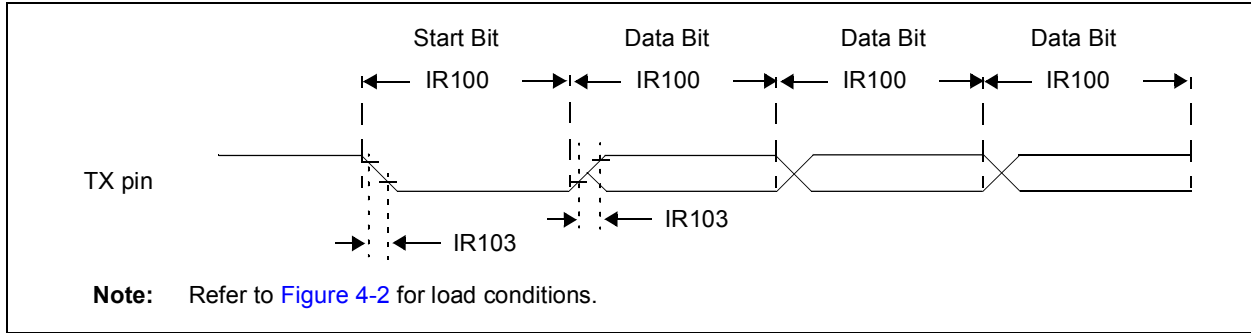 Start Bit Data Bit Data Bit Data Bit
IR100 IR100 IR100 IR100
TX pin
IR103 IR103
Note: Refer to Figure 4-2 for load conditions.